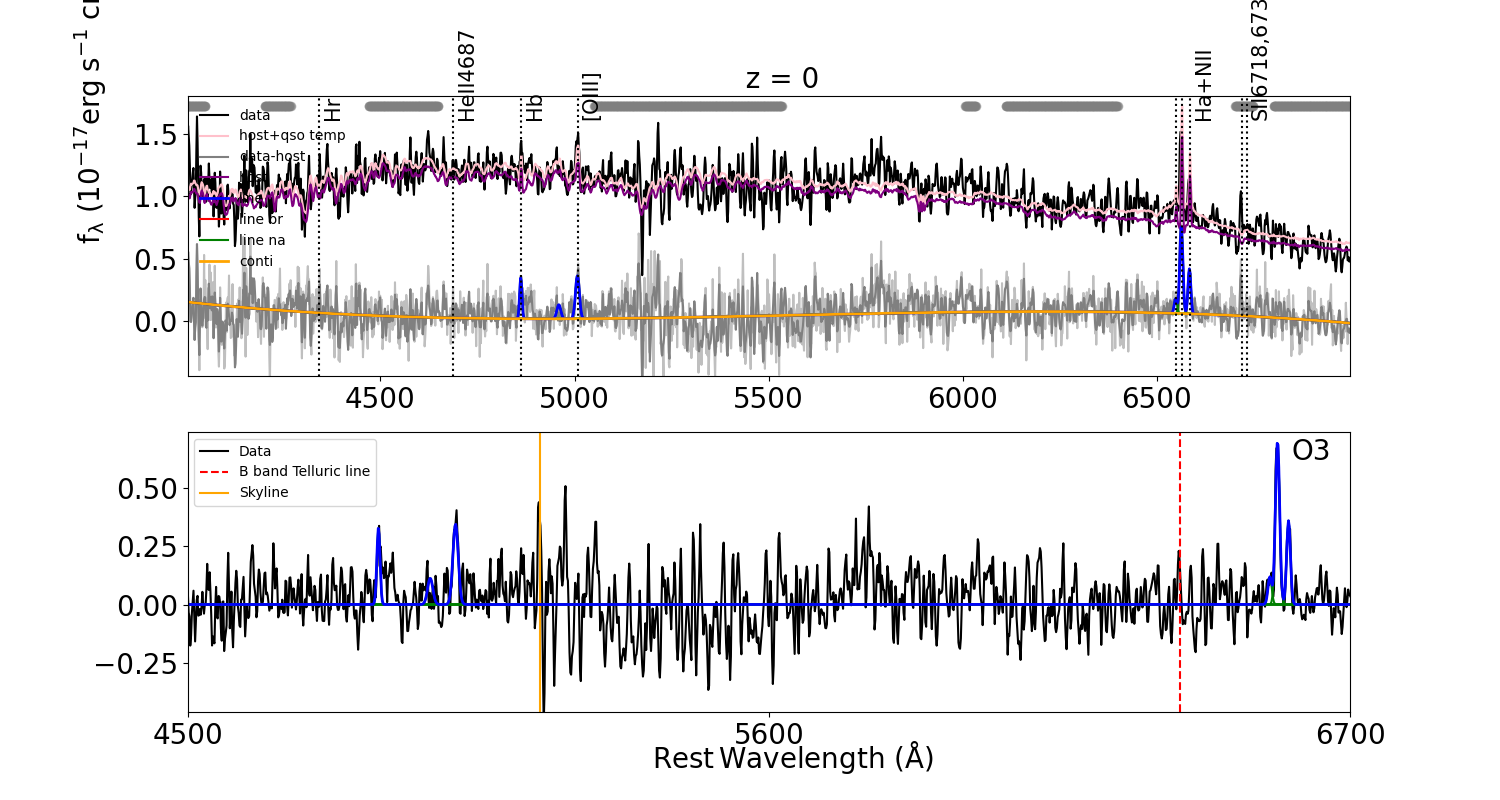 z = 0
f_λ (10^−17 erg s^−1
Hr
HeII4687
Hb
[OIII]
Ha+NII
SII6718,673
data
host+qso temp
data-host
line br
line na
conti
1.5
1.0
0.5
0.0
4500 5000 5500 6000 6500
Data
B band Telluric line
Skyline
O3
0.50
0.25
0.00
−0.25
4500 5600 6700
Rest Wavelength (Å)